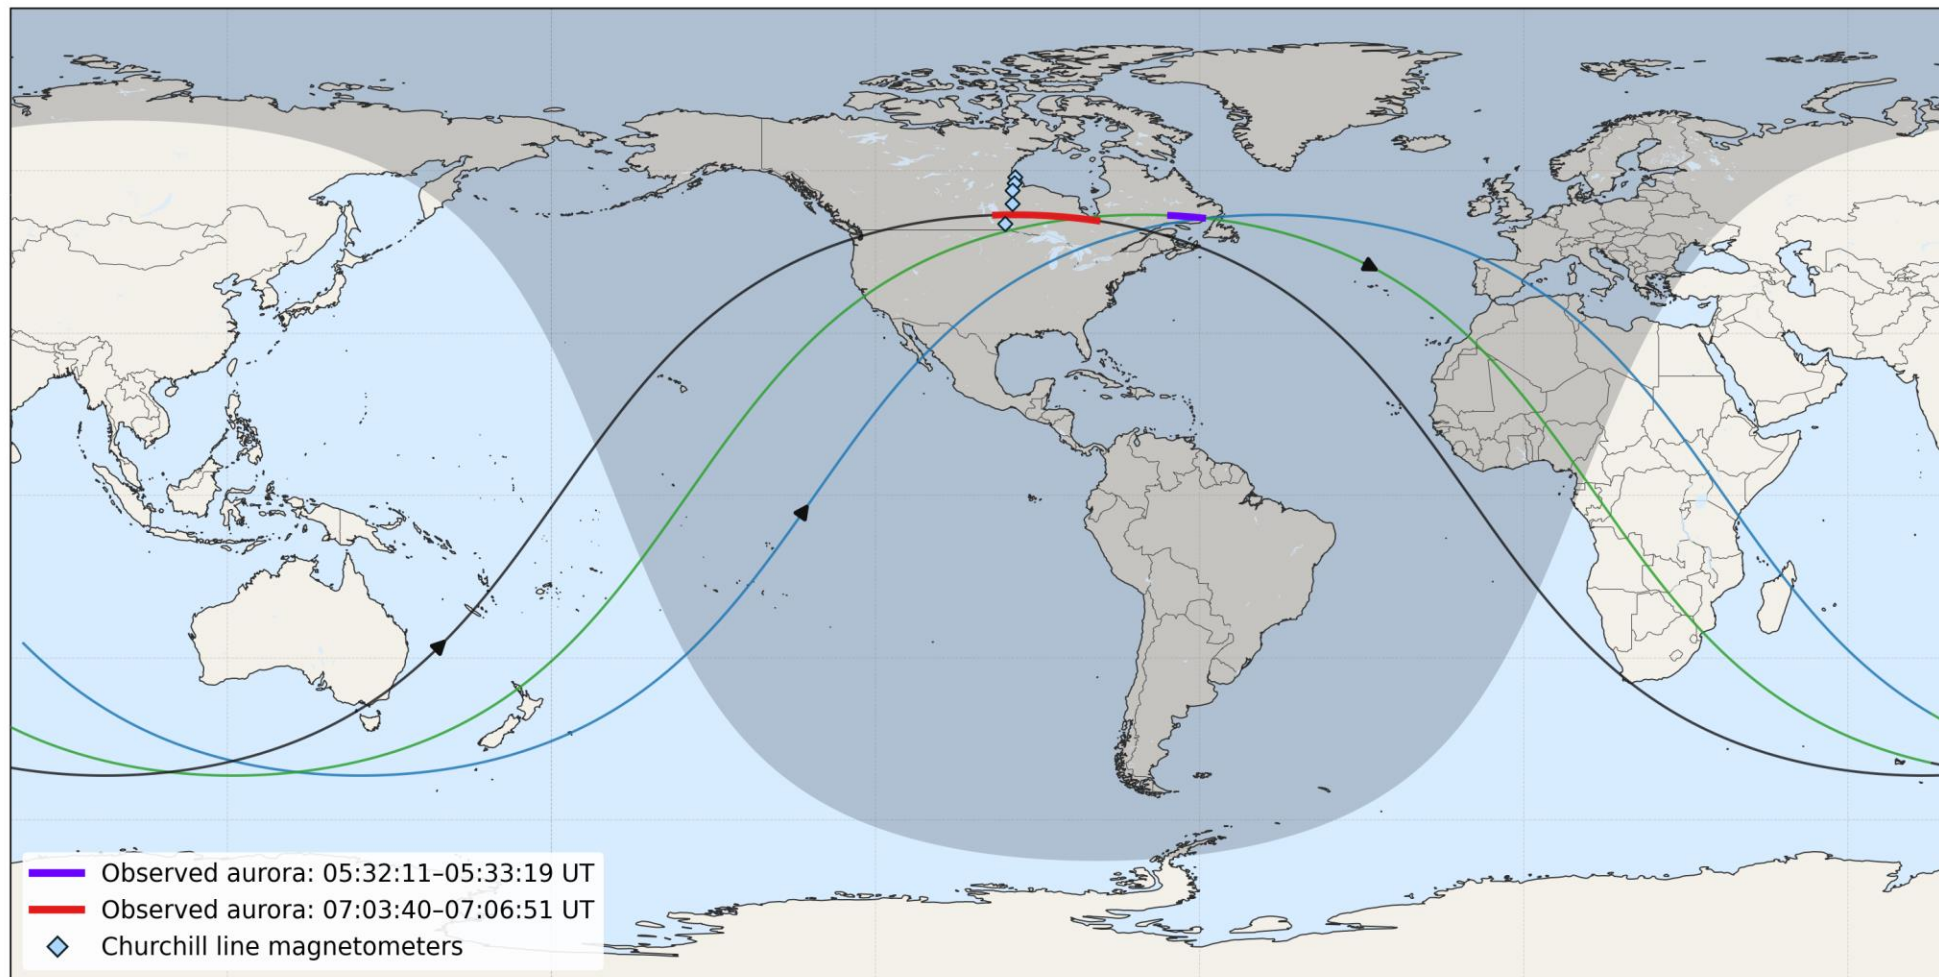 Observed aurora: 05:32:11–05:33:19 UT
Observed aurora: 07:03:40–07:06:51 UT
Churchill line magnetometers